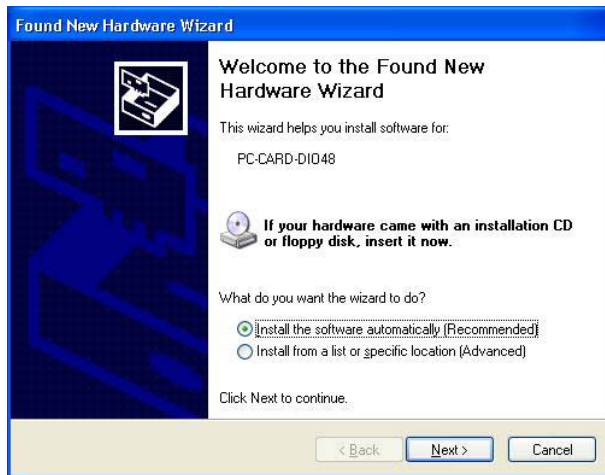 Found New Hardware Wizard
Welcome to the Found New
Hardware Wizard
This wizard helps you install software for:
PC-CARD-DIO48
If your hardware came with an installation CD
or floppy disk, insert it now.
What do you want the wizard to do?
Install the software automatically (Recommended)
Install from a list or specific location (Advanced)
Click Next to continue.
< Back
Next >
Cancel